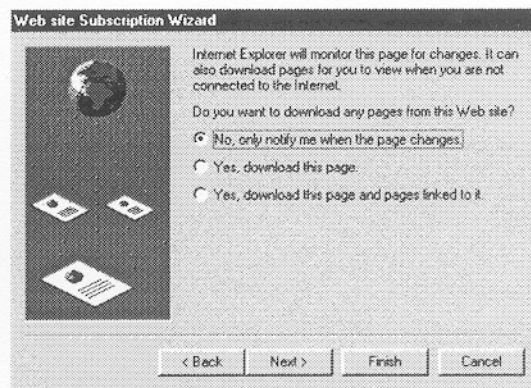 Web site Subscription Wizard
Internet Explorer will monitor this page for changes. It can
also download pages for you to view when you are not
connected to the Internet.
Do you want to download any pages from this Web site?
No, only notify me when the page changes.
Yes, download this page.
Yes, download this page and pages linked to it.
< Back Next > Finish Cancel